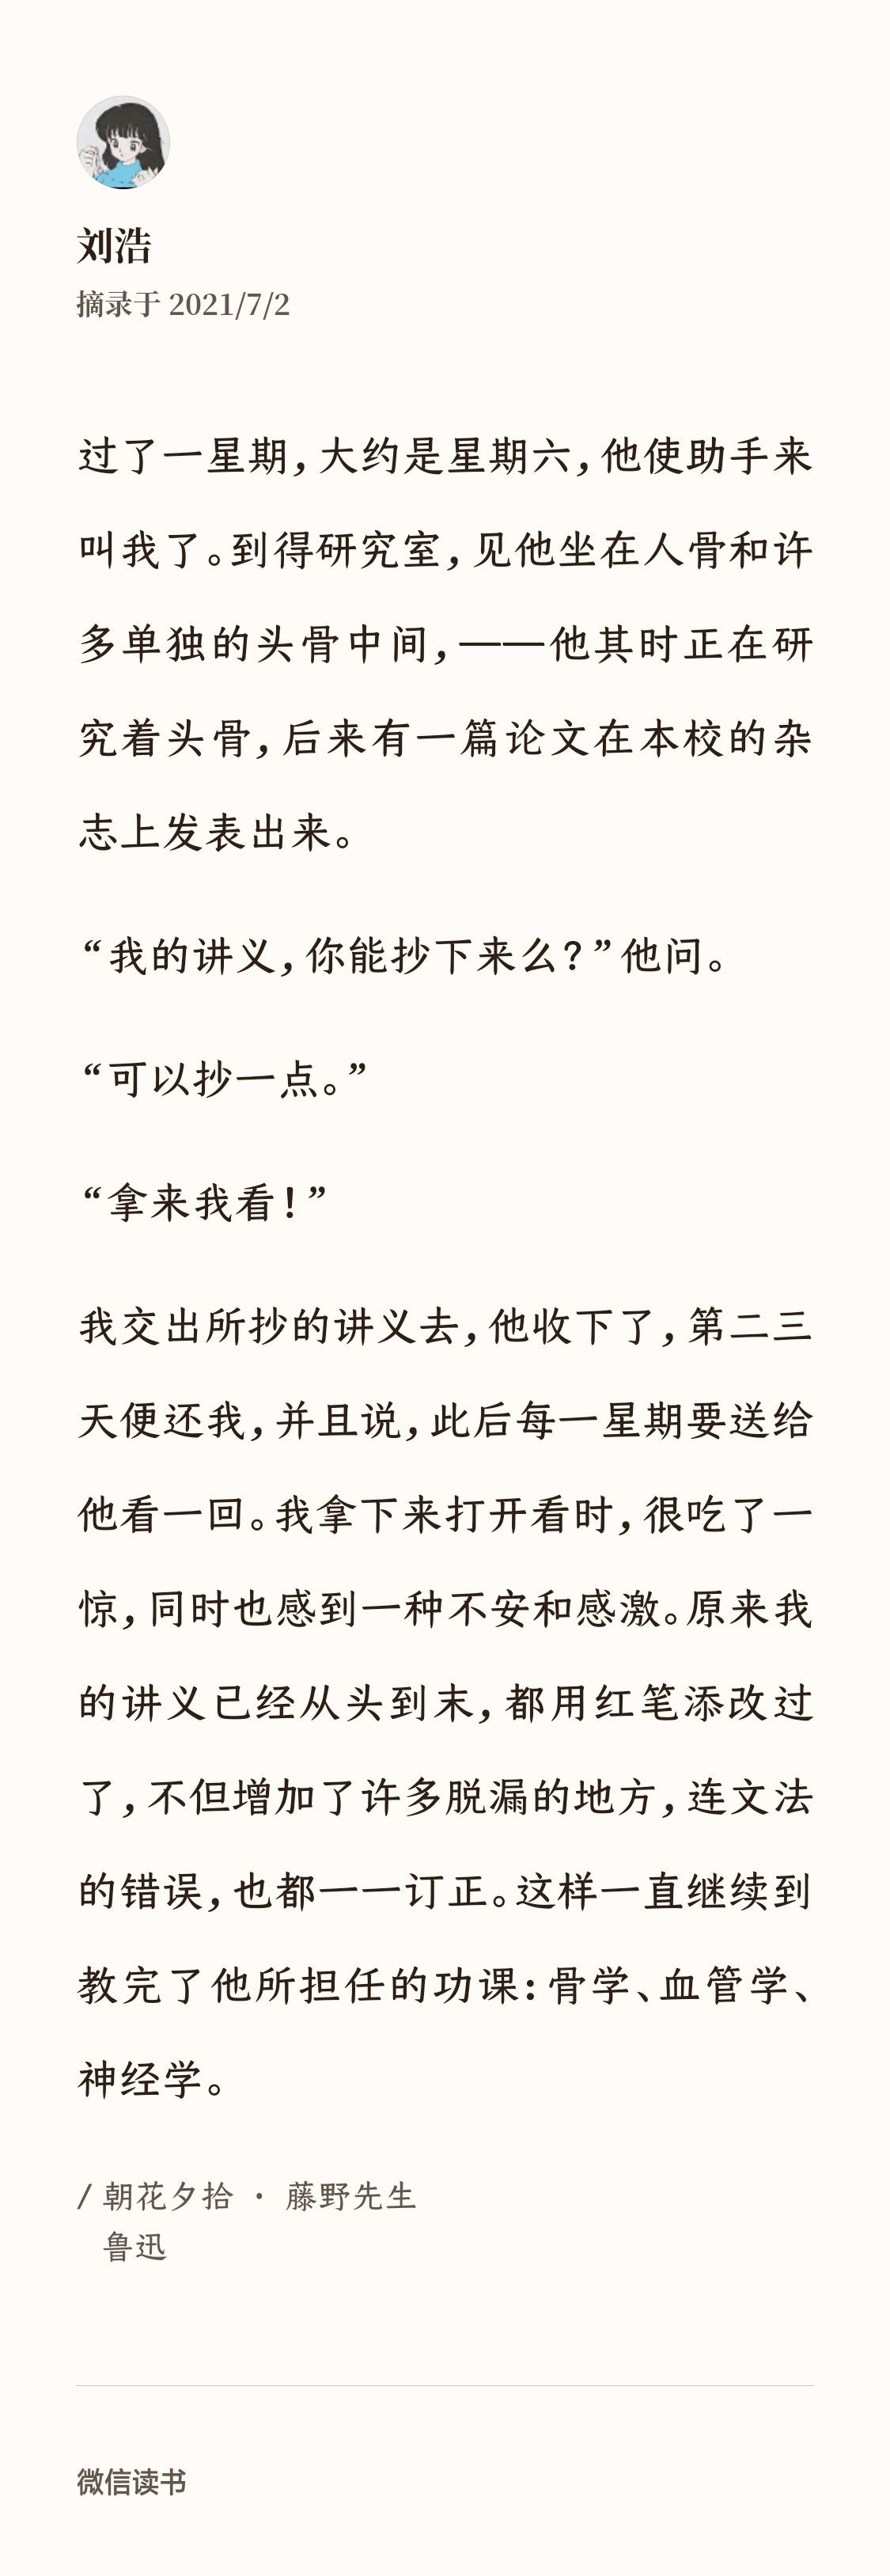 刘浩
摘录于 2021/7/2
过了一星期，大约是星期六，他使助手来
叫我了。到得研究室，见他坐在人骨和许
多单独的头骨中间，——他其时正在研
究着头骨，后来有一篇论文在本校的杂
志上发表出来。
“我的讲义，你能抄下来么？”他问。
“可以抄一点。”
“拿来我看！”
我交出所抄的讲义去，他收下了，第二三
天便还我，并且说，此后每一星期要送给
他看一回。我拿下来打开看时，很吃了一
惊，同时也感到一种不安和感激。原来我
的讲义已经从头到末，都用红笔添改过
了，不但增加了许多脱漏的地方，连文法
的错误，也都一一订正。这样一直继续到
教完了他所担任的功课：骨学、血管学、
神经学。
/ 朝花夕拾 · 藤野先生
鲁迅
微信读书